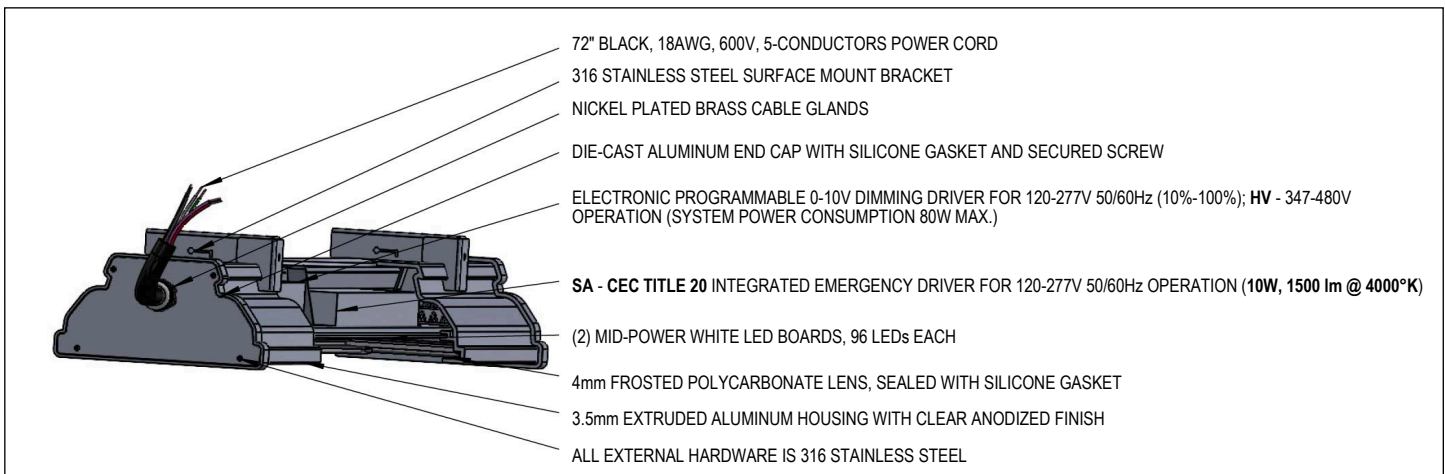 72" BLACK, 18AWG, 600V, 5-CONDUCTORS POWER CORD
316 STAINLESS STEEL SURFACE MOUNT BRACKET
NICKEL PLATED BRASS CABLE GLANDS
DIE-CAST ALUMINUM END CAP WITH SILICONE GASKET AND SECURED SCREW
ELECTRONIC PROGRAMMABLE 0-10V DIMMING DRIVER FOR 120-277V 50/60Hz (10%-100%); HV - 347-480V
OPERATION (SYSTEM POWER CONSUMPTION 80W MAX.)
SA - CEC TITLE 20 INTEGRATED EMERGENCY DRIVER FOR 120-277V 50/60Hz OPERATION (10W, 1500 lm @ 4000°K)
(2) MID-POWER WHITE LED BOARDS, 96 LEDs EACH
4mm FROSTED POLYCARBONATE LENS, SEALED WITH SILICONE GASKET
3.5mm EXTRUDED ALUMINUM HOUSING WITH CLEAR ANODIZED FINISH
ALL EXTERNAL HARDWARE IS 316 STAINLESS STEEL